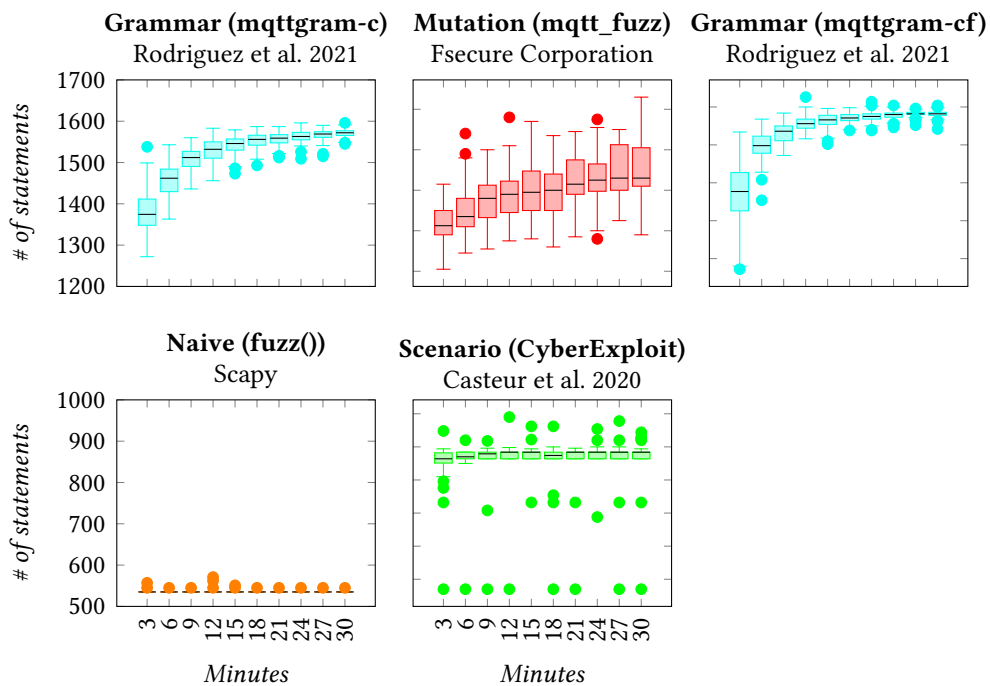 Grammar (mqttgram-c)
Rodriguez et al. 2021
Mutation (mqtt_fuzz)
Fsecure Corporation
Grammar (mqttgram-cf)
Rodriguez et al. 2021
# of statements
1700
1600
1500
1400
1300
1200
Naive (fuzz())
Scapy
Scenario (CyberExploit)
Casteur et al. 2020
# of statements
1000
900
800
700
600
500
3 6 9 12 15 18 21 24 27 30
3 6 9 12 15 18 21 24 27 30
Minutes
Minutes